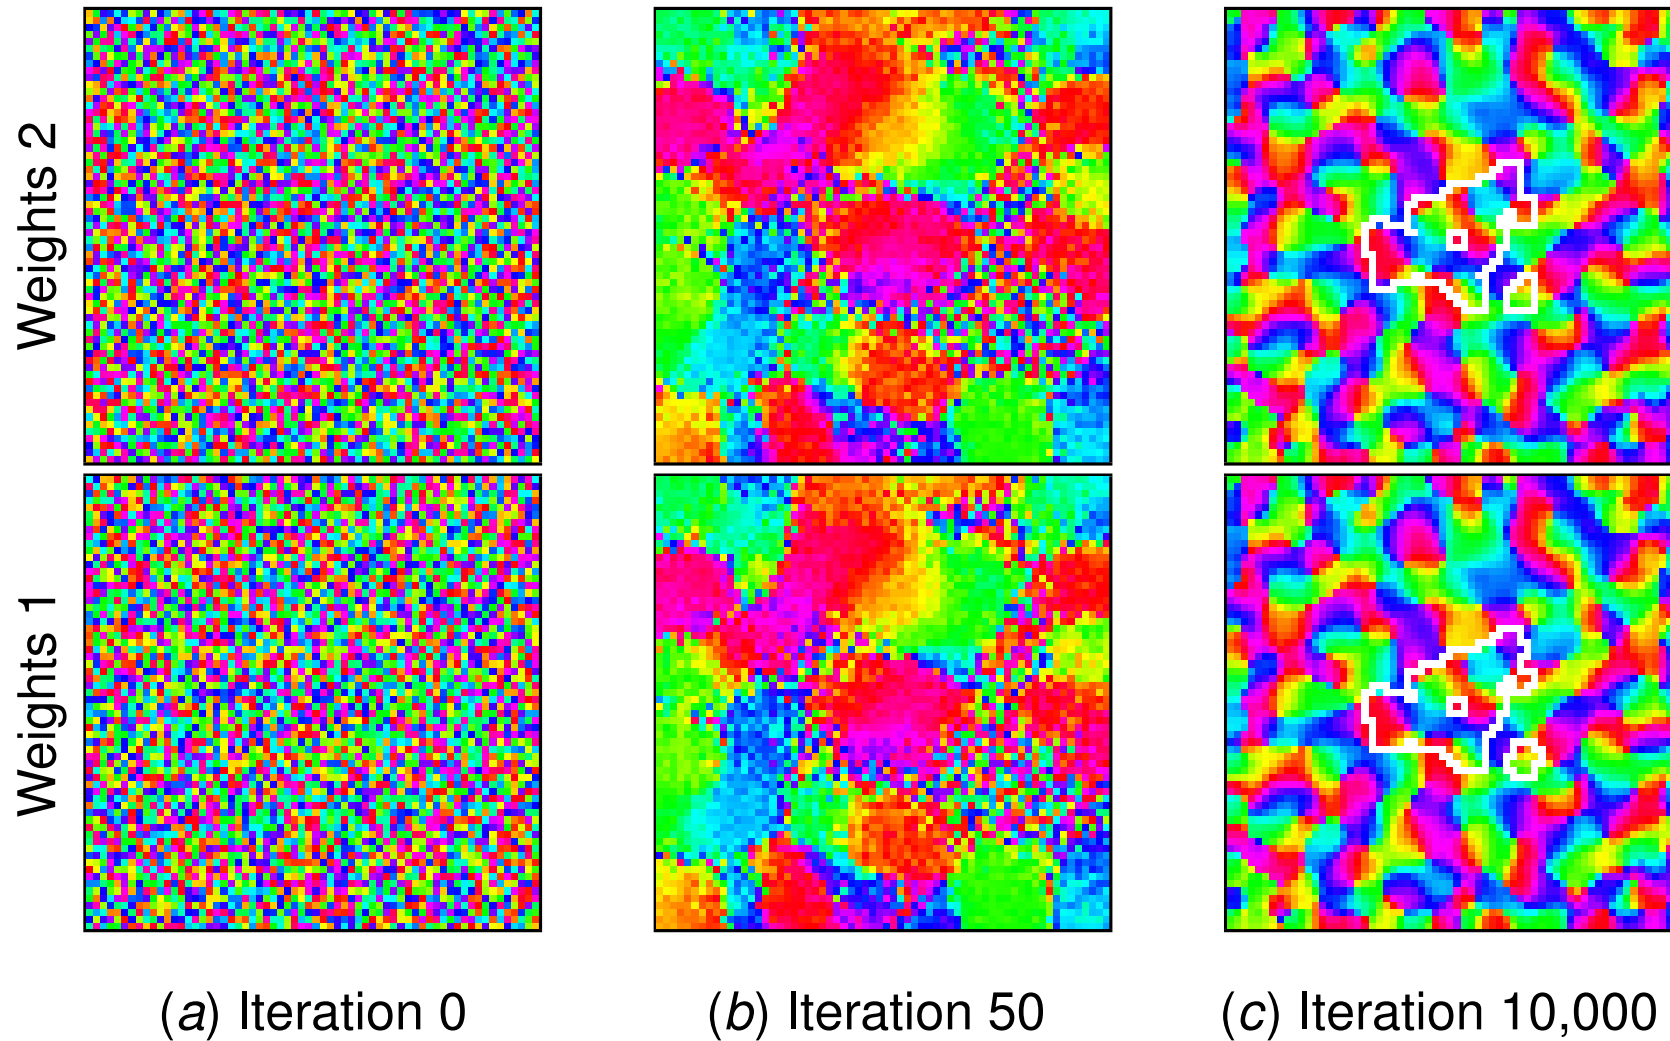 Weights 2
Weights 1
(a) Iteration 0
(b) Iteration 50
(c) Iteration 10,000